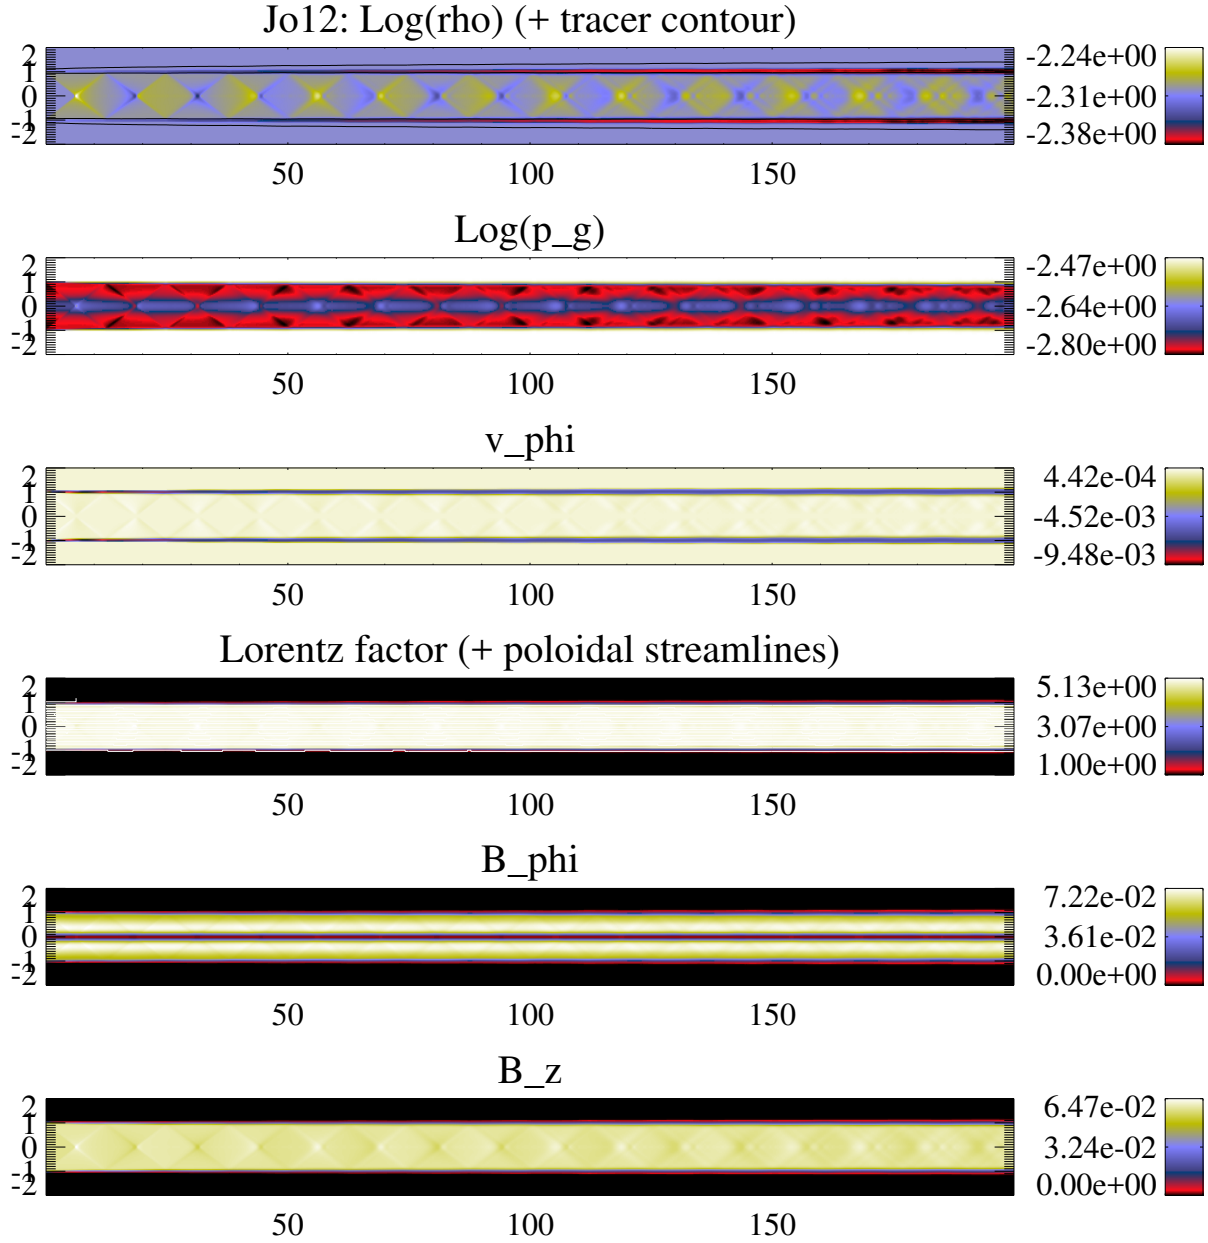 Jo12: Log(rho) (+ tracer contour)
2
1
0
-1
-2
-2.24e+00
-2.31e+00
-2.38e+00
50 100 150
Log(p_g)
2
1
0
-1
-2
-2.47e+00
-2.64e+00
-2.80e+00
50 100 150
v_phi
2
1
0
-1
-2
4.42e-04
-4.52e-03
-9.48e-03
50 100 150
Lorentz factor (+ poloidal streamlines)
2
1
0
-1
-2
5.13e+00
3.07e+00
1.00e+00
50 100 150
B_phi
2
1
0
-1
-2
7.22e-02
3.61e-02
0.00e+00
50 100 150
B_z
2
1
0
-1
-2
6.47e-02
3.24e-02
0.00e+00
50 100 150